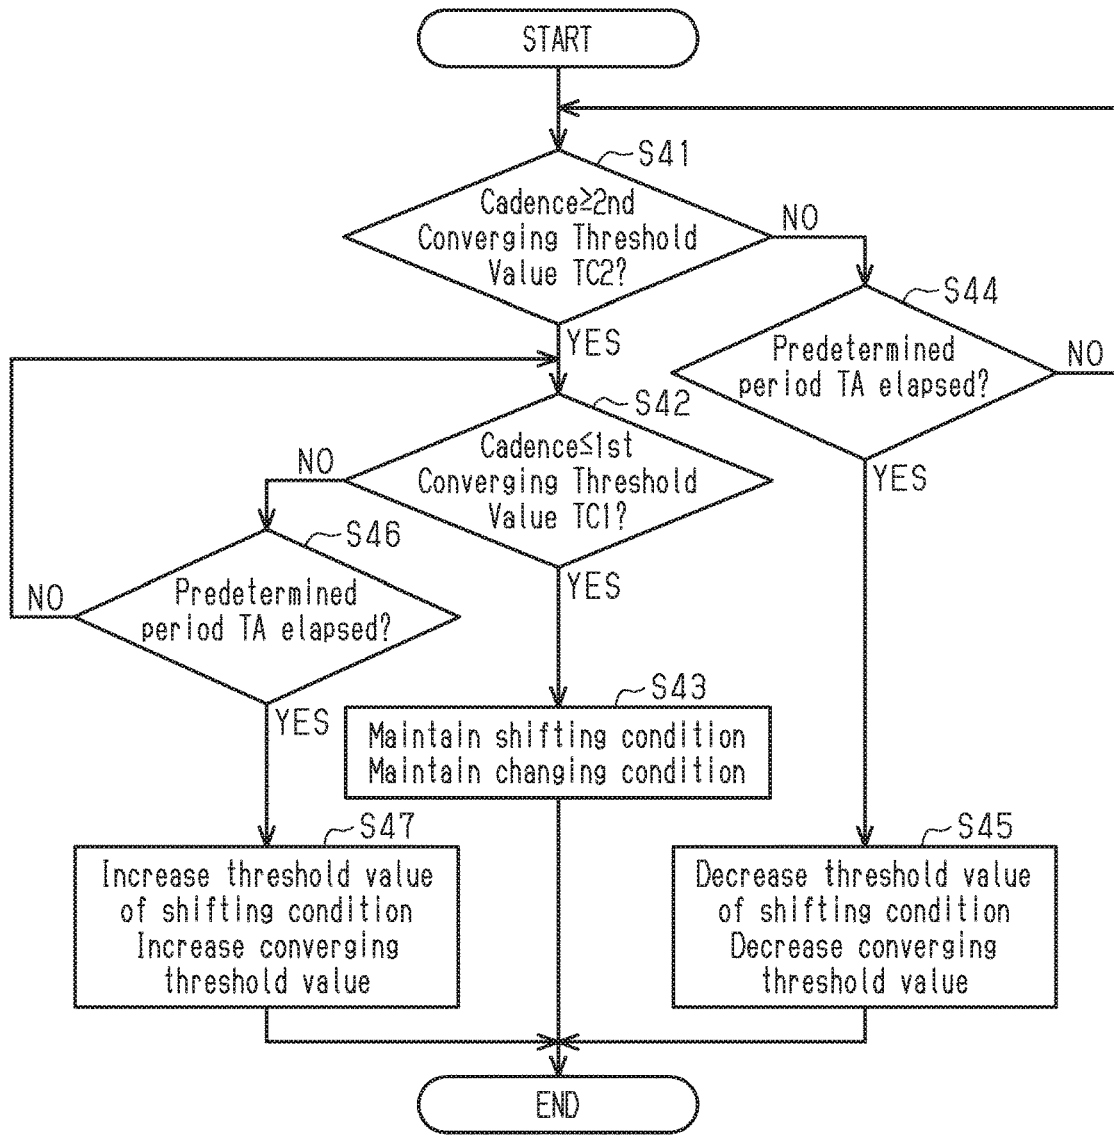 START
S41
Cadence≥2nd
Converging Threshold
Value TC2?
NO
YES
S44
Predetermined
period TA elapsed?
NO
YES
S42
Cadence≤1st
Converging Threshold
Value TC1?
NO
YES
S46
Predetermined
period TA elapsed?
NO
YES
S43
Maintain shifting condition
Maintain changing condition
S47
Increase threshold value
of shifting condition
Increase converging
threshold value
S45
Decrease threshold value
of shifting condition
Decrease converging
threshold value
END